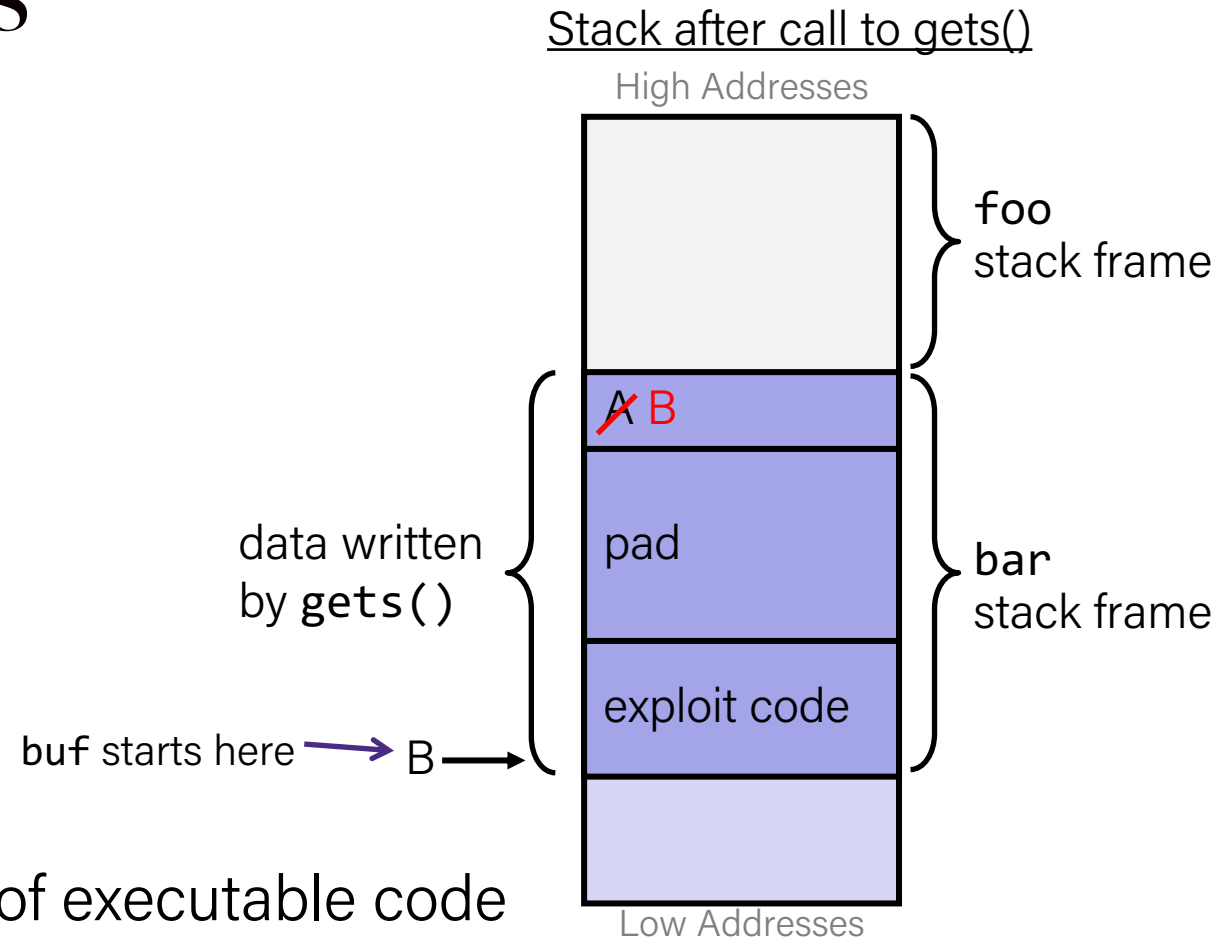 s
Stack after call to gets()
High Addresses
foo
stack frame
A B
data written
by gets()
pad
bar
stack frame
exploit code
buf starts here
B
of executable code
Low Addresses